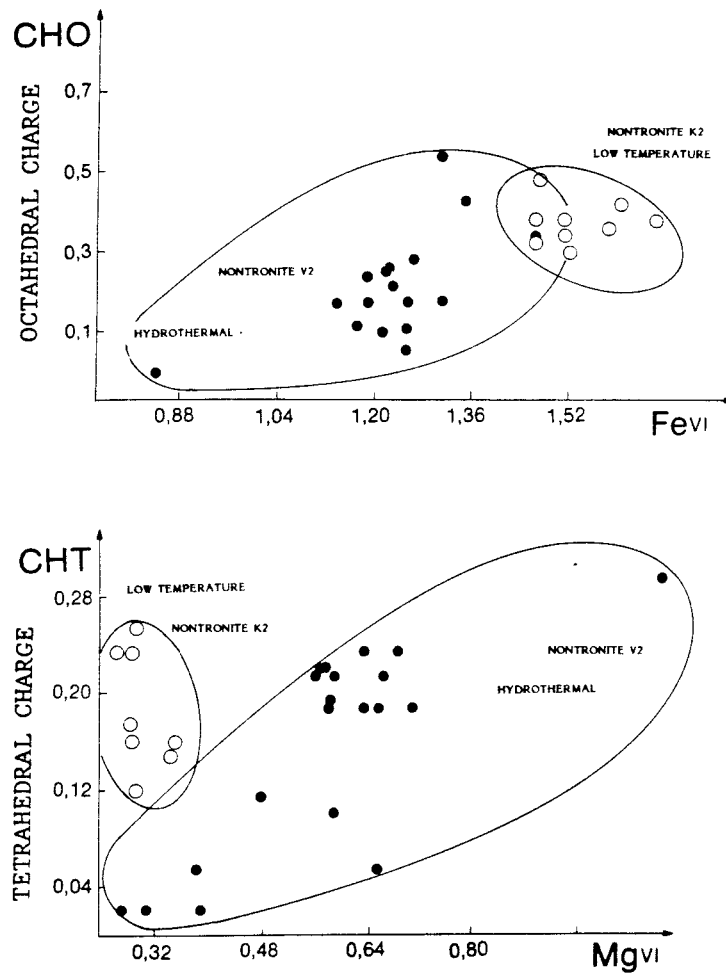 CHO
OCTAHEDRAL CHARGE
0,7
0,5
0,3
0,1
NONTRONITE K2
LOW TEMPERATURE
NONTRONITE V2
HYDROTHERMAL
0,88 1,04 1,20 1,36 1,52
FeVI
CHT
TETRAHEDRAL CHARGE
0,28
0,20
0,12
0,04
LOW TEMPERATURE
NONTRONITE K2
NONTRONITE V2
HYDROTHERMAL
0,32 0,48 0,64 0,80
MgVI